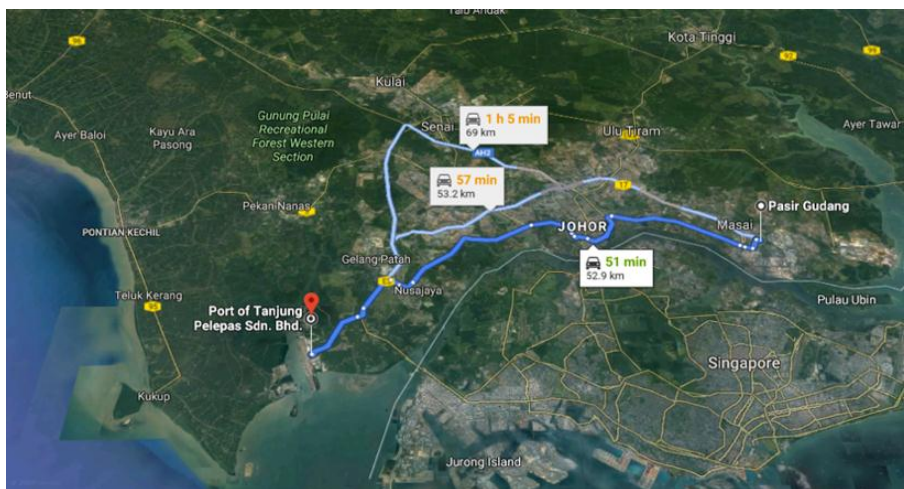 Kota Tinggi
96
92
99
Benut
Kulai
Ayer Baloi
Kayu Ara
Pasong
Gunung Pulai
Recreational
Forest Western
Section
Senai
1 h 5 min
69 km
AH2
Ulu Tiram
Ayer Tawar
57 min
53.2 km
17
Pekan Nanas
Pasir Gudang
PONTIAN KECHIL
JOHOR
Masai
Gelang Patah
51 min
52.9 km
Teluk Kerang
95
Nusajaya
Pulau Ubin
Port of Tanjung
Pelepas Sdn. Bhd.
Singapore
Kukup
Jurong Island